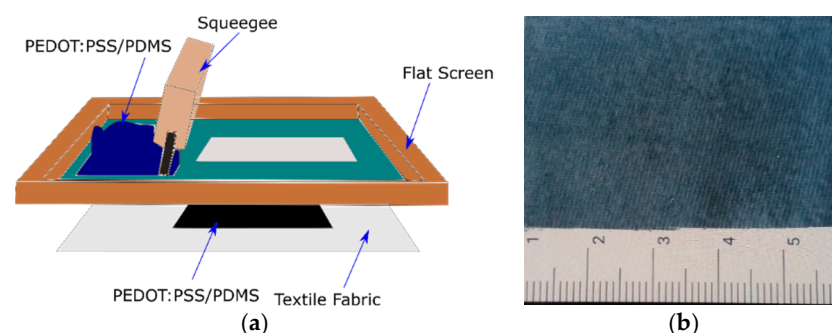 Squeegee
PEDOT:PSS/PDMS
Flat Screen
PEDOT:PSS/PDMS
Textile Fabric
1 2 3 4 5
(a)
(b)